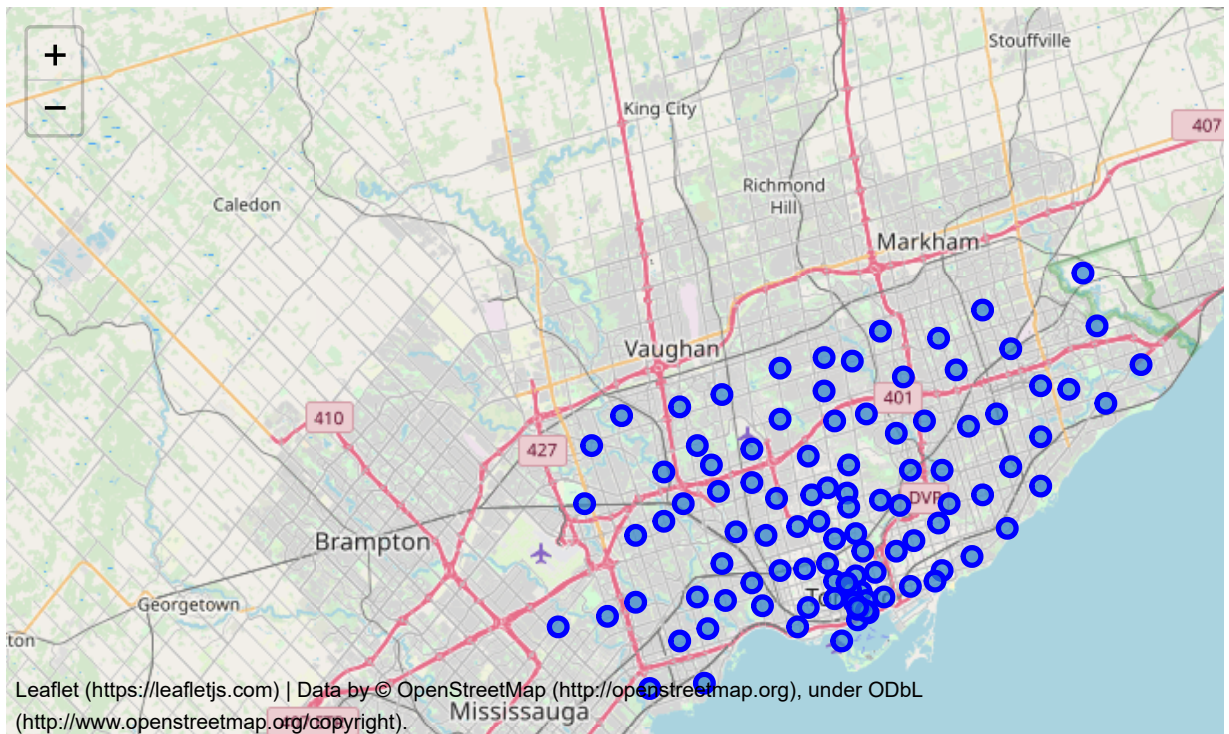 +
−
Stouffville
King City
407
Richmond
Hill
Caledon
Markham
Vaughan
401
410
427
DVP
Brampton
Georgetown
Leaflet (https://leafletjs.com) | Data by © OpenStreetMap (http://openstreetmap.org), under ODbL
Mississauga
(http://www.openstreetmap.org/copyright).